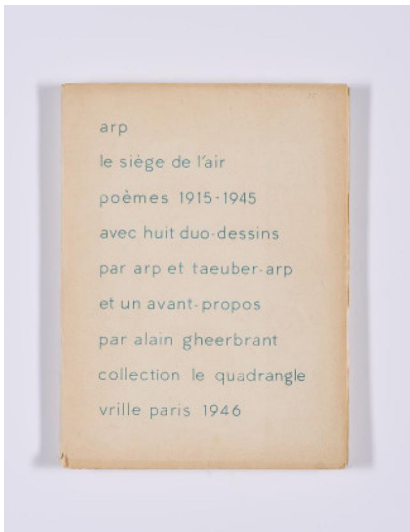 arp
le siège de l'air
poèmes 1915-1945
avec huit duo-dessins
par arp et taeuber-arp
et un avant-propos
par alain gheerbrant
collection le quadrangle
vrille paris 1946